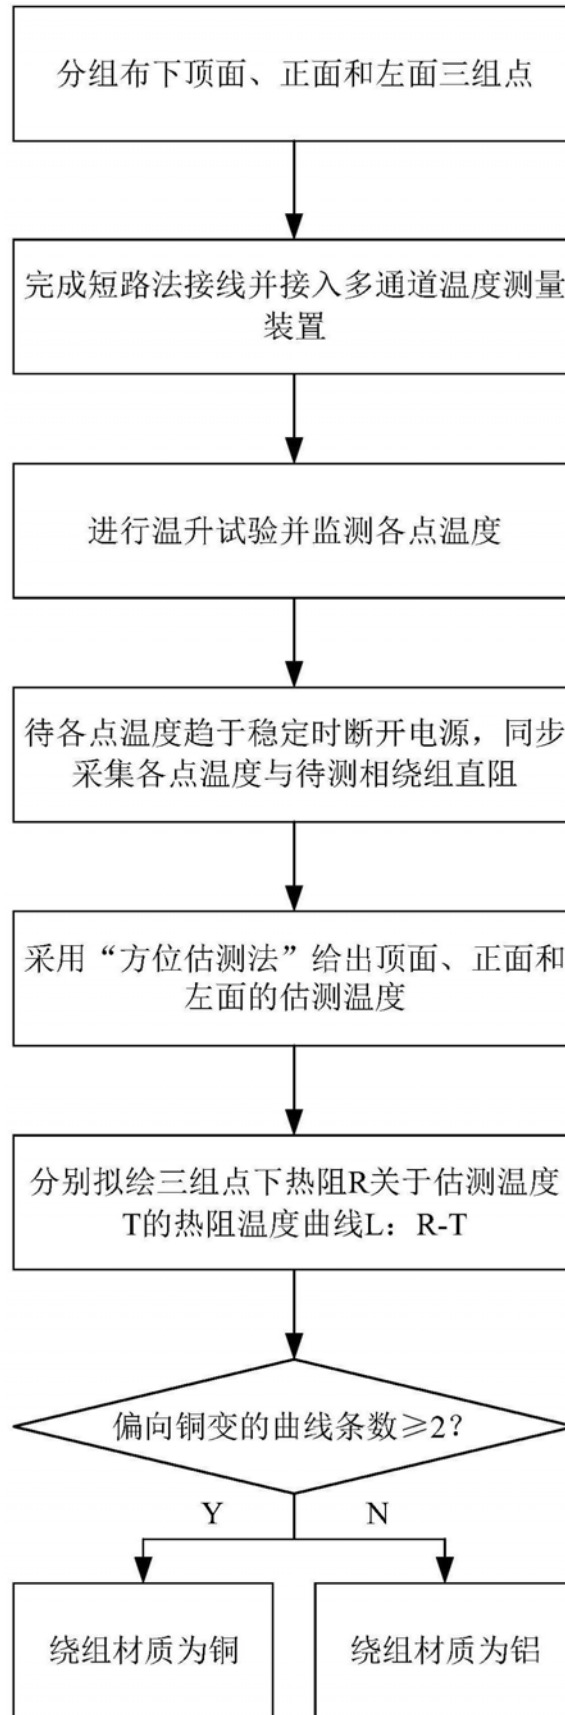 分组布下顶面、正面和左面三组点
完成短路法接线并接入多通道温度测量
装置
进行温升试验并监测各点温度
待各点温度趋于稳定时断开电源，同步
采集各点温度与待测相绕组直阻
采用“方位估测法”给出顶面、正面和
左面的估测温度
分别拟绘三组点下热阻R关于估测温度
T的热阻温度曲线L：R-T
偏向铜变的曲线条数≥2？
Y
N
绕组材质为铜
绕组材质为铝